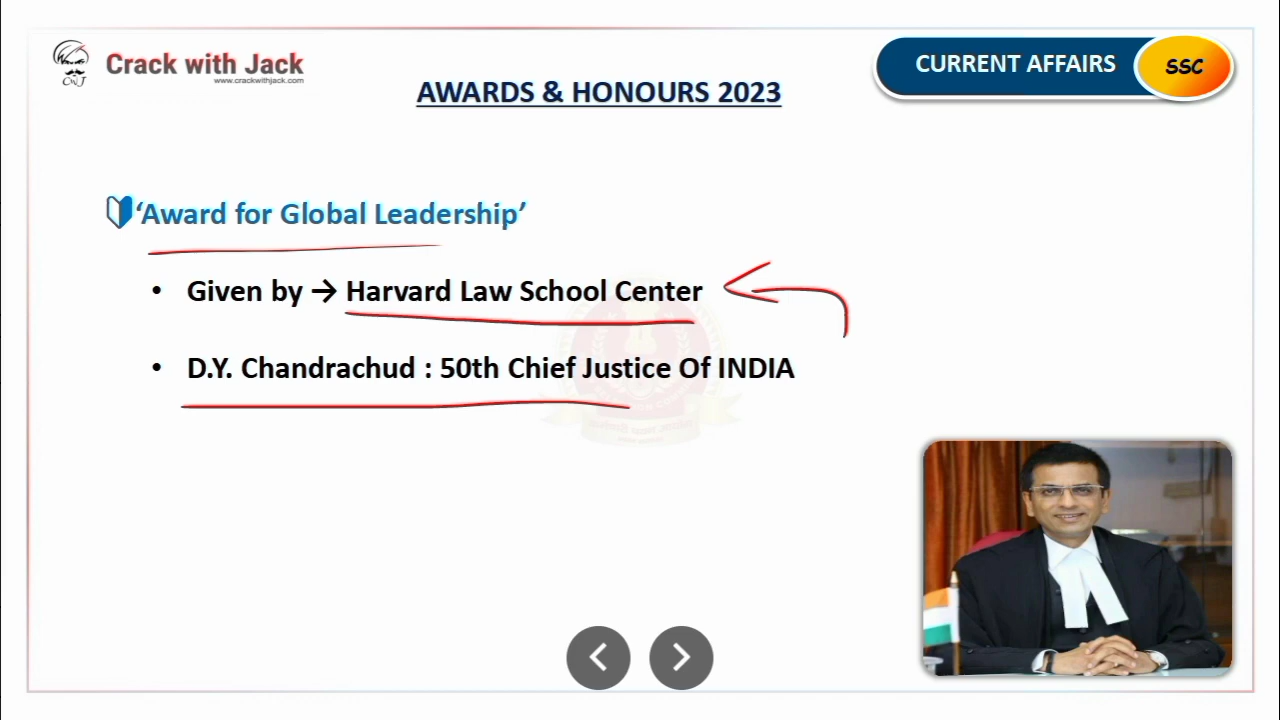 Crack with Jack
www.crackwithjack.com
CwJ
CURRENT AFFAIRS
SSC
AWARDS & HONOURS 2023
‘Award for Global Leadership’
• Given by → Harvard Law School Center
• D.Y. Chandrachud : 50th Chief Justice Of INDIA